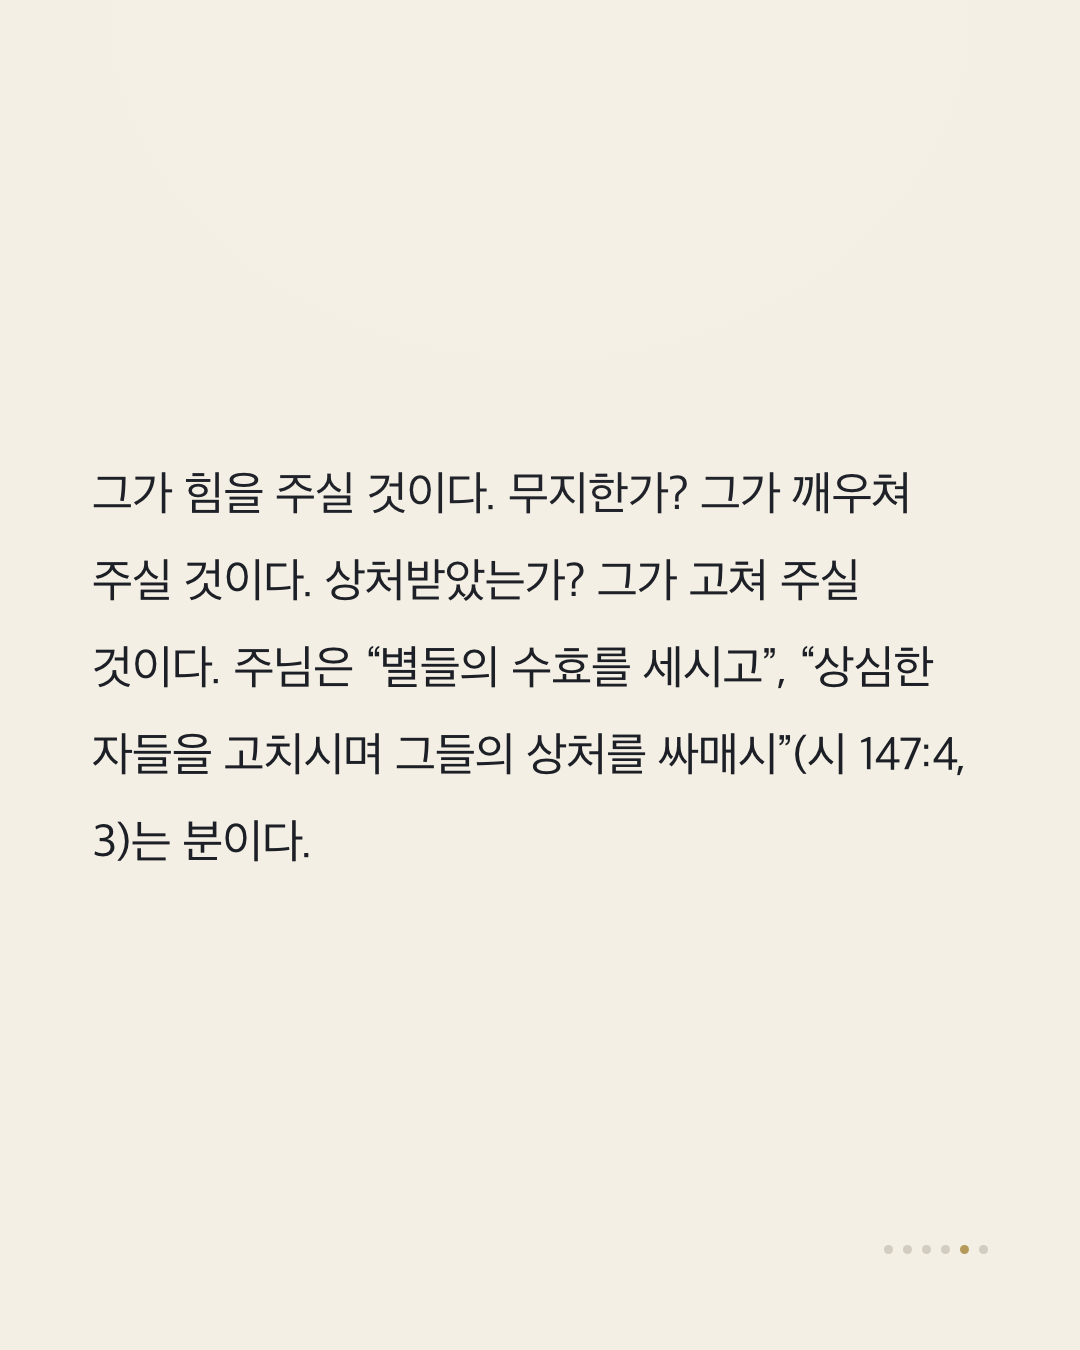 그가 힘을 주실 것이다. 무지한가? 그가 깨우쳐
주실 것이다. 상처받았는가? 그가 고쳐 주실
것이다. 주님은 “별들의 수효를 세시고”, “상심한
자들을 고치시며 그들의 상처를 싸매시”(시 147:4,
3)는 분이다.